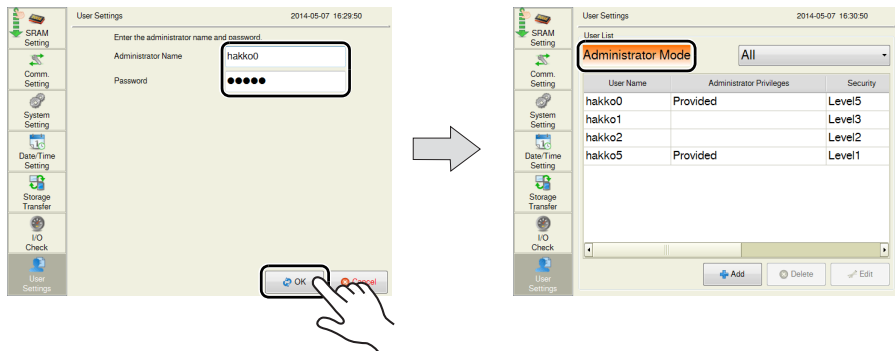 User Settings 2014-05-07 16:29:50
SRAM
Setting
Enter the administrator name and password.
Administrator Name hakko0
Password ●●●●●
Comm.
Setting
System
Setting
Date/Time
Setting
Storage
Transfer
I/O
Check
User
Settings
OK Cancel
User Settings 2014-05-07 16:30:50
SRAM
Setting
User List
Administrator Mode All
Comm.
Setting
User Name Administrator Privileges Security
hakko0 Provided Level5
hakko1 Level3
hakko2 Level2
hakko5 Provided Level1
System
Setting
Date/Time
Setting
Storage
Transfer
I/O
Check
User
Settings
Add Delete Edit